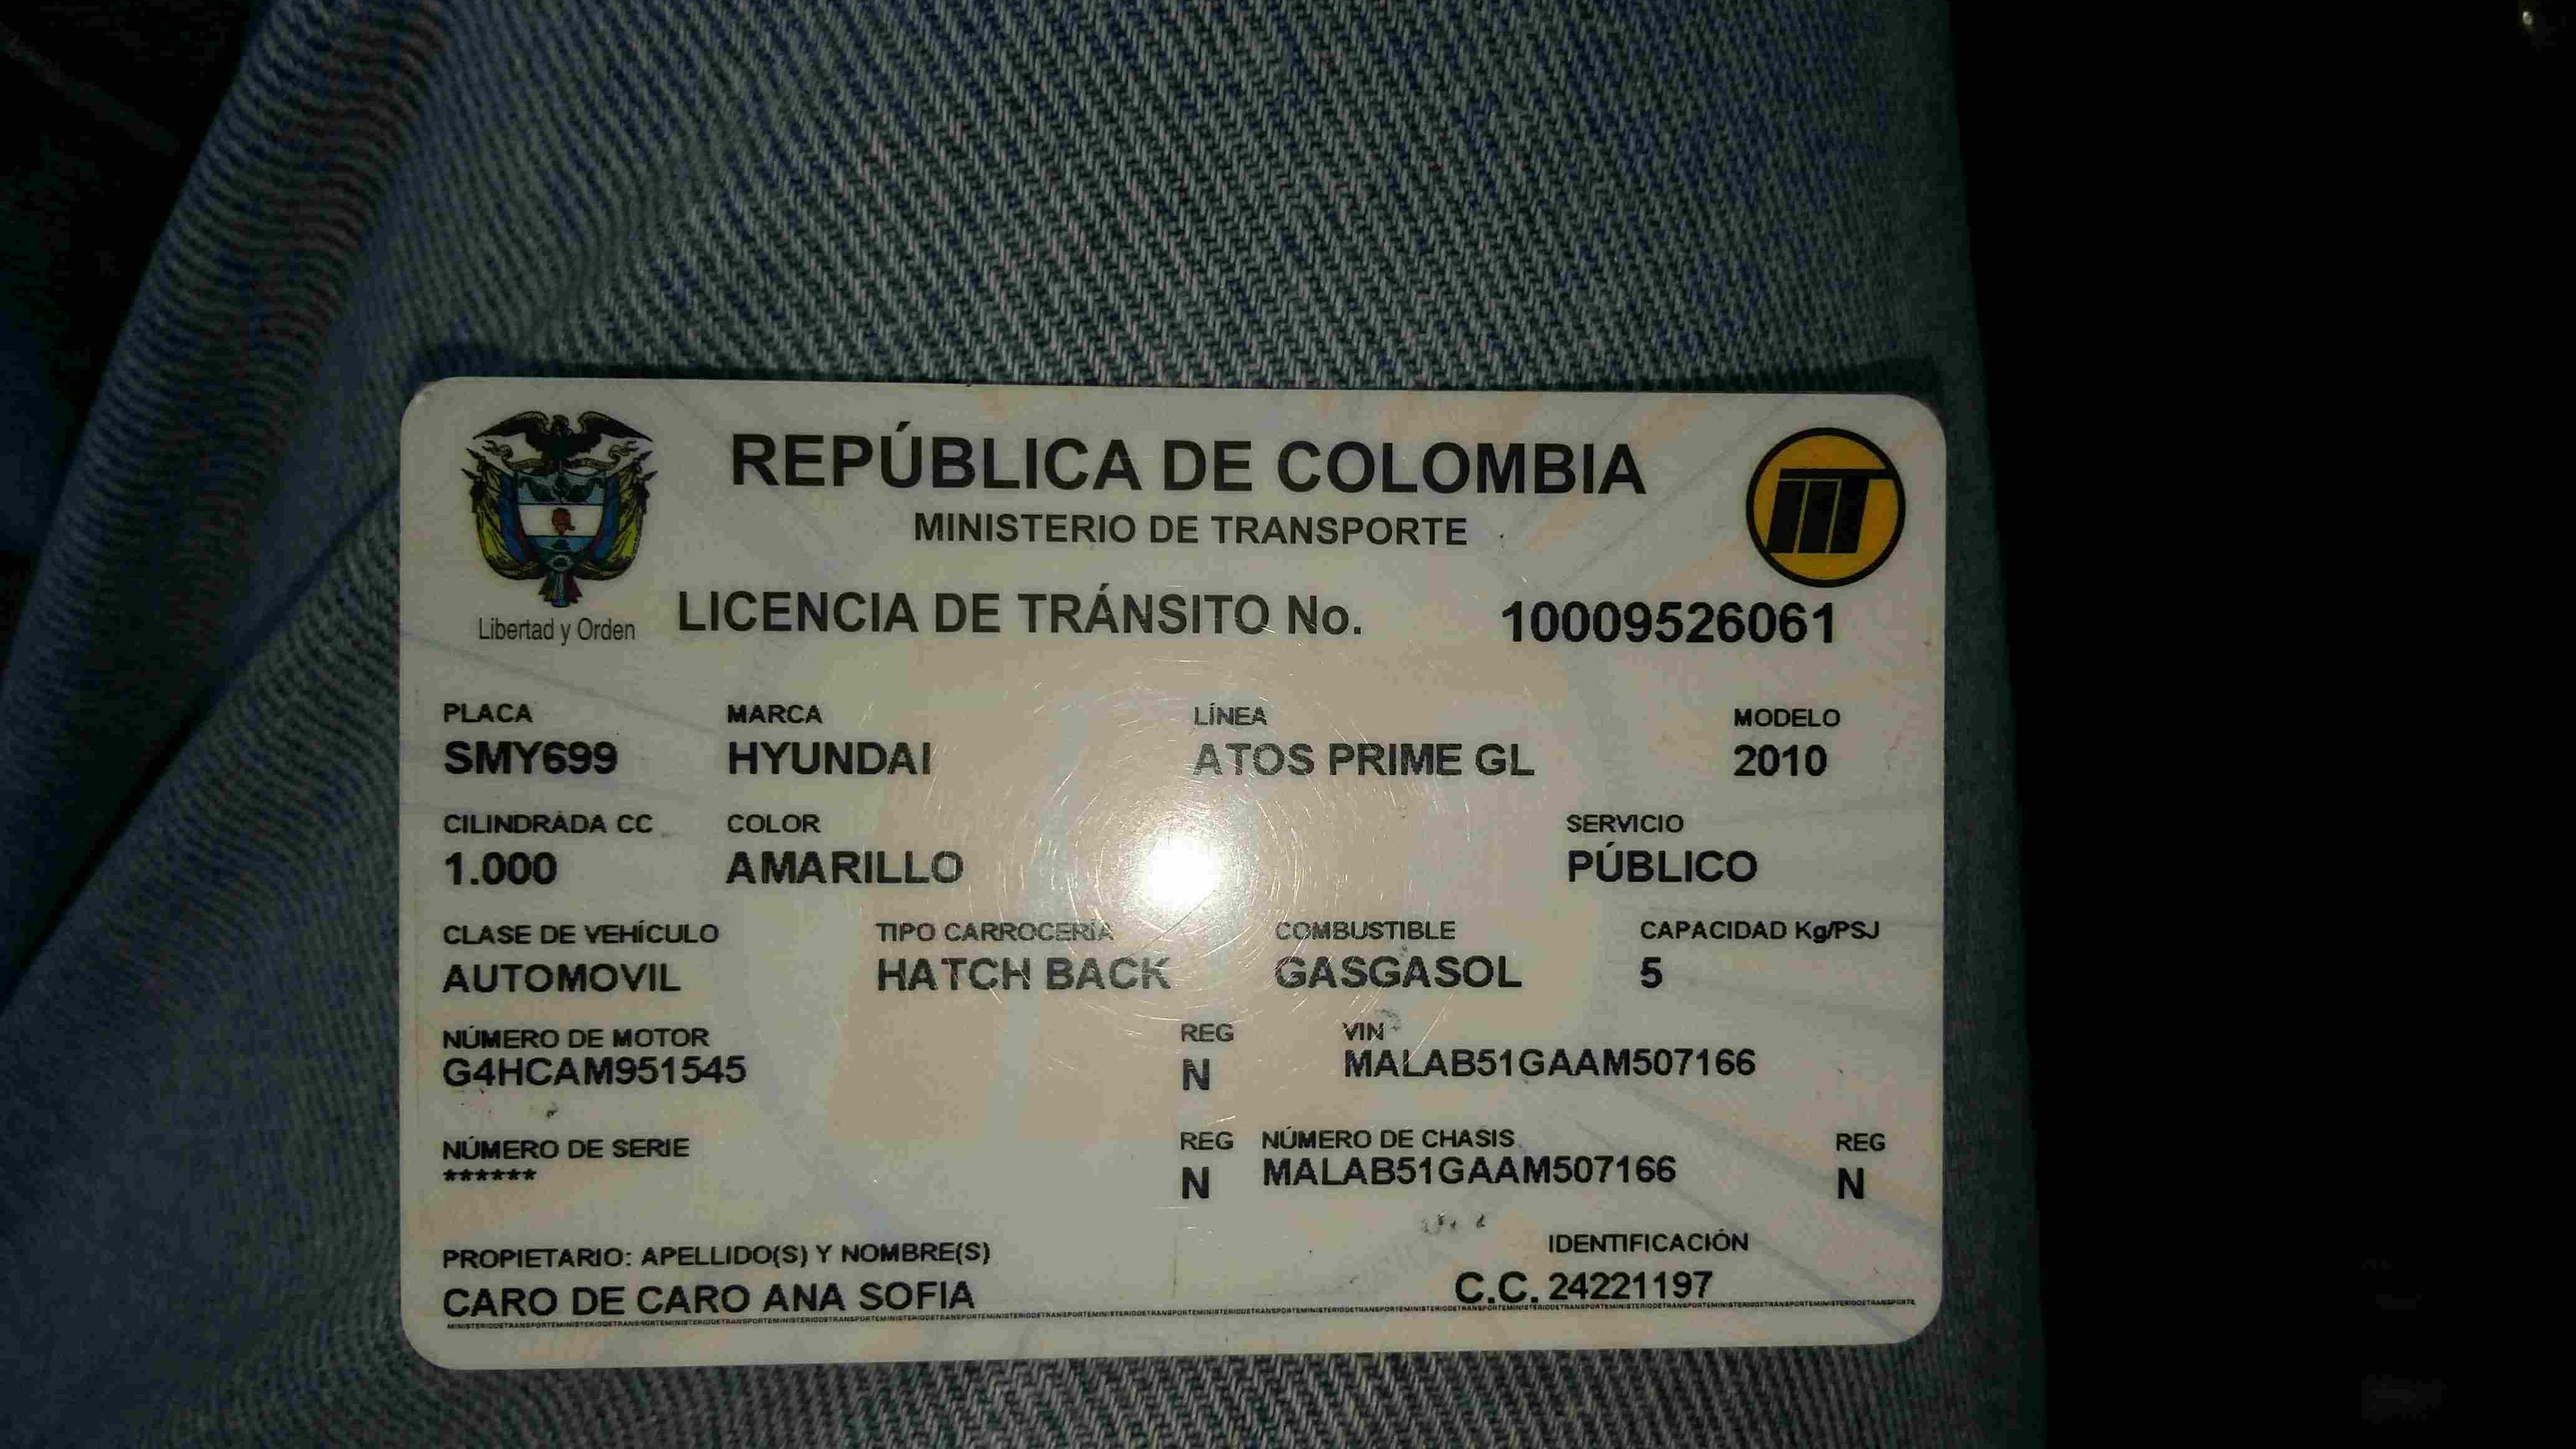 REPÚBLICA DE COLOMBIA
MINISTERIO DE TRANSPORTE
Libertad y Orden
LICENCIA DE TRÁNSITO No. 10009526061
PLACA MARCA LÍNEA MODELO
SMY699 HYUNDAI ATOS PRIME GL 2010
CILINDRADA CC COLOR SERVICIO
1.000 AMARILLO PÚBLICO
CLASE DE VEHÍCULO TIPO CARROCERÍA COMBUSTIBLE CAPACIDAD Kg/PSJ
AUTOMOVIL HATCH BACK GASGASOL 5
NÚMERO DE MOTOR REG VIN
G4HCAM951545 N MALAB51GAAM507166
NÚMERO DE SERIE REG NÚMERO DE CHASIS REG
****** N MALAB51GAAM507166 N
PROPIETARIO: APELLIDO(S) Y NOMBRE(S) IDENTIFICACIÓN
CARO DE CARO ANA SOFIA C.C. 24221197